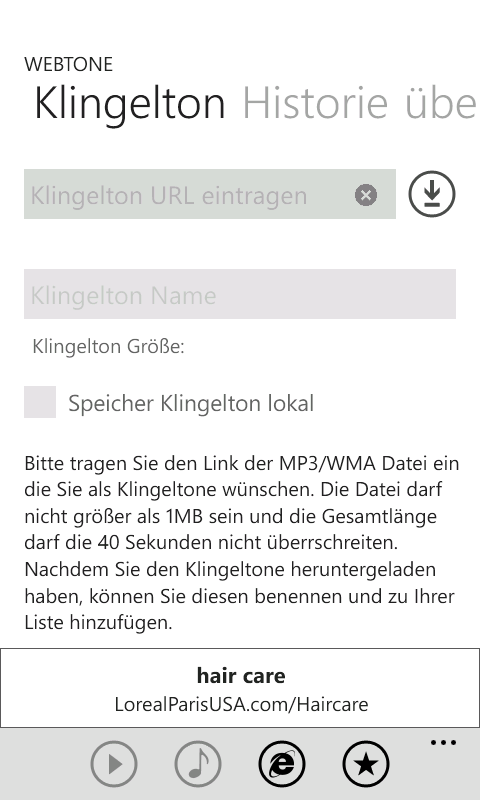 WEBTONE
Klingelton Historie übe
Klingelton URL eintragen
Klingelton Name
Klingelton Größe:
Speicher Klingelton lokal
Bitte tragen Sie den Link der MP3/WMA Datei ein
die Sie als Klingeltone wünschen. Die Datei darf
nicht größer als 1MB sein und die Gesamtlänge
darf die 40 Sekunden nicht überrschreiten.
Nachdem Sie den Klingeltone heruntergeladen
haben, können Sie diesen benennen und zu Ihrer
Liste hinzufügen.
hair care
LorealParisUSA.com/Haircare